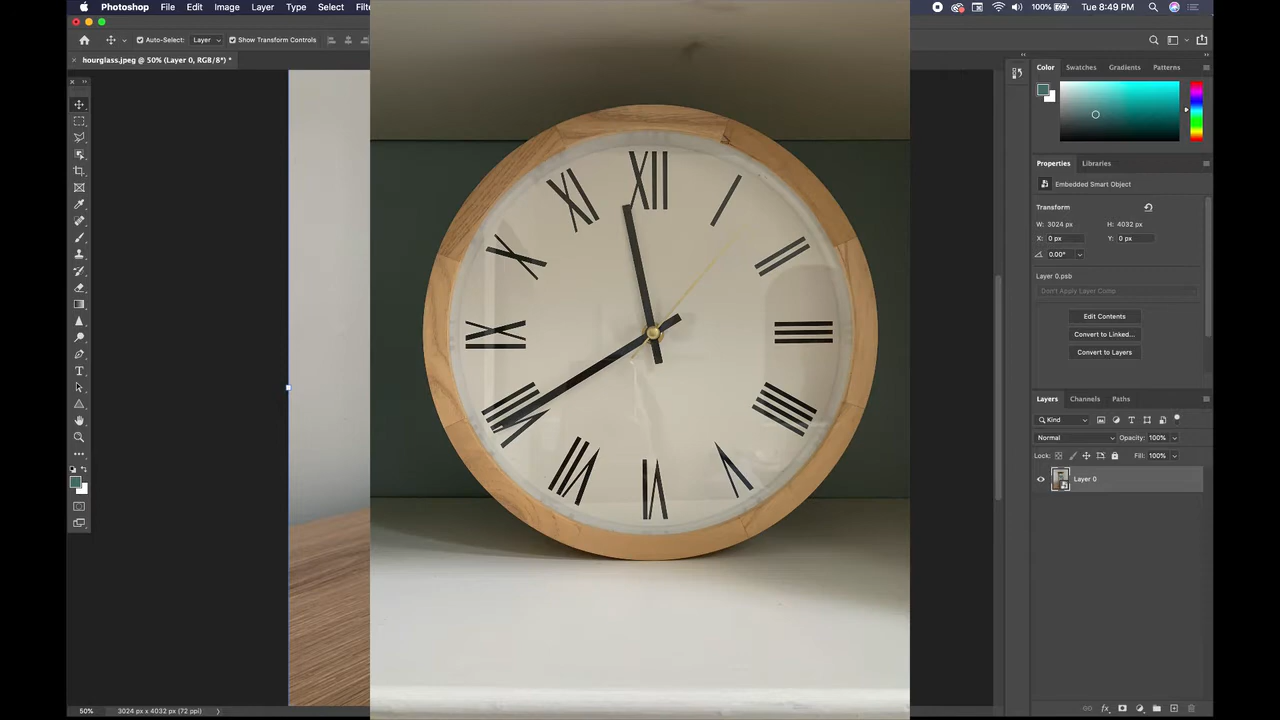 Photoshop File Edit Image Layer Type Select Filte 100% Tue 8:49 PM
Auto-Select: Layer Show Transform Controls
hourglass.jpeg @ 50% (Layer 0, RGB/8*) *
Color Swatches Gradients Patterns
XII
I
II
III
IIII
V
VI
VII
VIII
IX
X
XI
Properties Libraries
Embedded Smart Object
Transform
W: 3024 px H: 4032 px
X: 0 px Y: 0 px
0.00°
Layer 0.psb
Don't Apply Layer Comp
Edit Contents
Convert to Linked...
Convert to Layers
Layers Channels Paths
Kind
Normal Opacity: 100%
Lock: Fill: 100%
Layer 0
50% 3024 px x 4032 px (72 ppi)